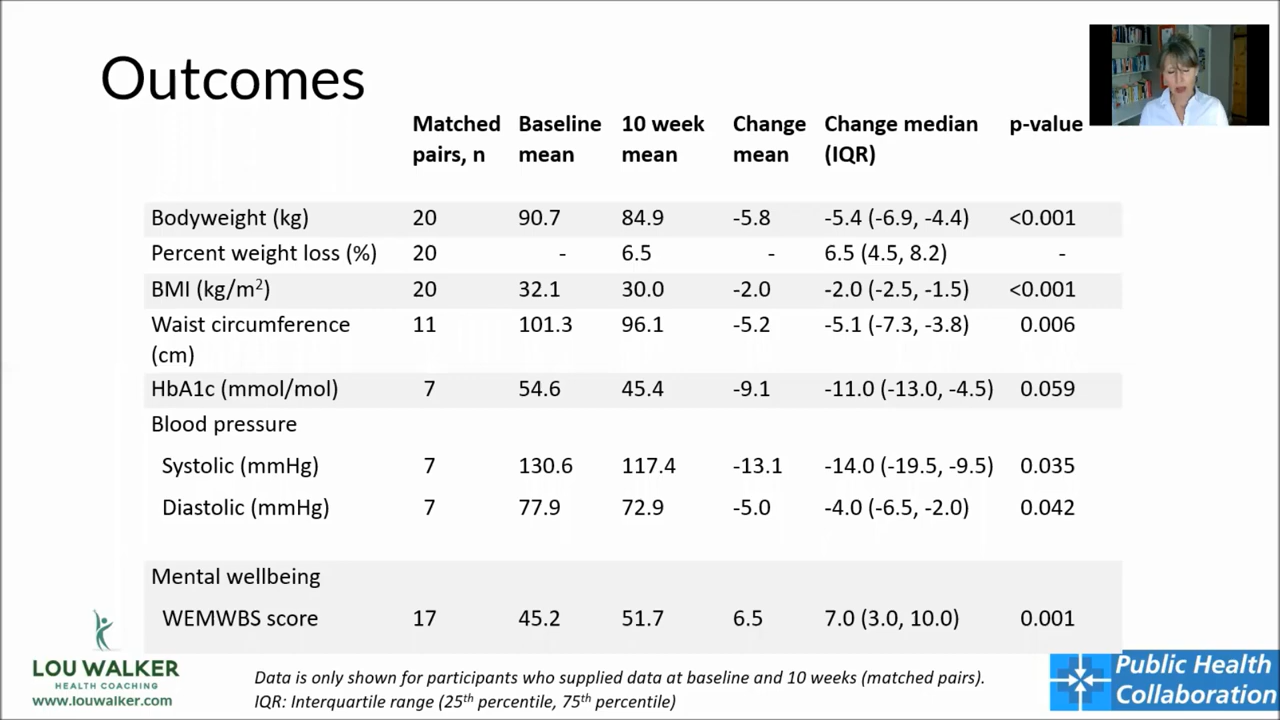 Outcomes
Matched pairs, n Baseline mean 10 week mean Change mean Change median (IQR) p-value
Bodyweight (kg) 20 90.7 84.9 -5.8 -5.4 (-6.9, -4.4) <0.001
Percent weight loss (%) 20 - 6.5 - 6.5 (4.5, 8.2) -
BMI (kg/m²) 20 32.1 30.0 -2.0 -2.0 (-2.5, -1.5) <0.001
Waist circumference (cm) 11 101.3 96.1 -5.2 -5.1 (-7.3, -3.8) 0.006
HbA1c (mmol/mol) 7 54.6 45.4 -9.1 -11.0 (-13.0, -4.5) 0.059
Blood pressure
Systolic (mmHg) 7 130.6 117.4 -13.1 -14.0 (-19.5, -9.5) 0.035
Diastolic (mmHg) 7 77.9 72.9 -5.0 -4.0 (-6.5, -2.0) 0.042
Mental wellbeing
WEMWBS score 17 45.2 51.7 6.5 7.0 (3.0, 10.0) 0.001
LOU WALKER
HEALTH COACHING
www.louwalker.com
Data is only shown for participants who supplied data at baseline and 10 weeks (matched pairs).
IQR: Interquartile range (25th percentile, 75th percentile)
Public Health
Collaboration